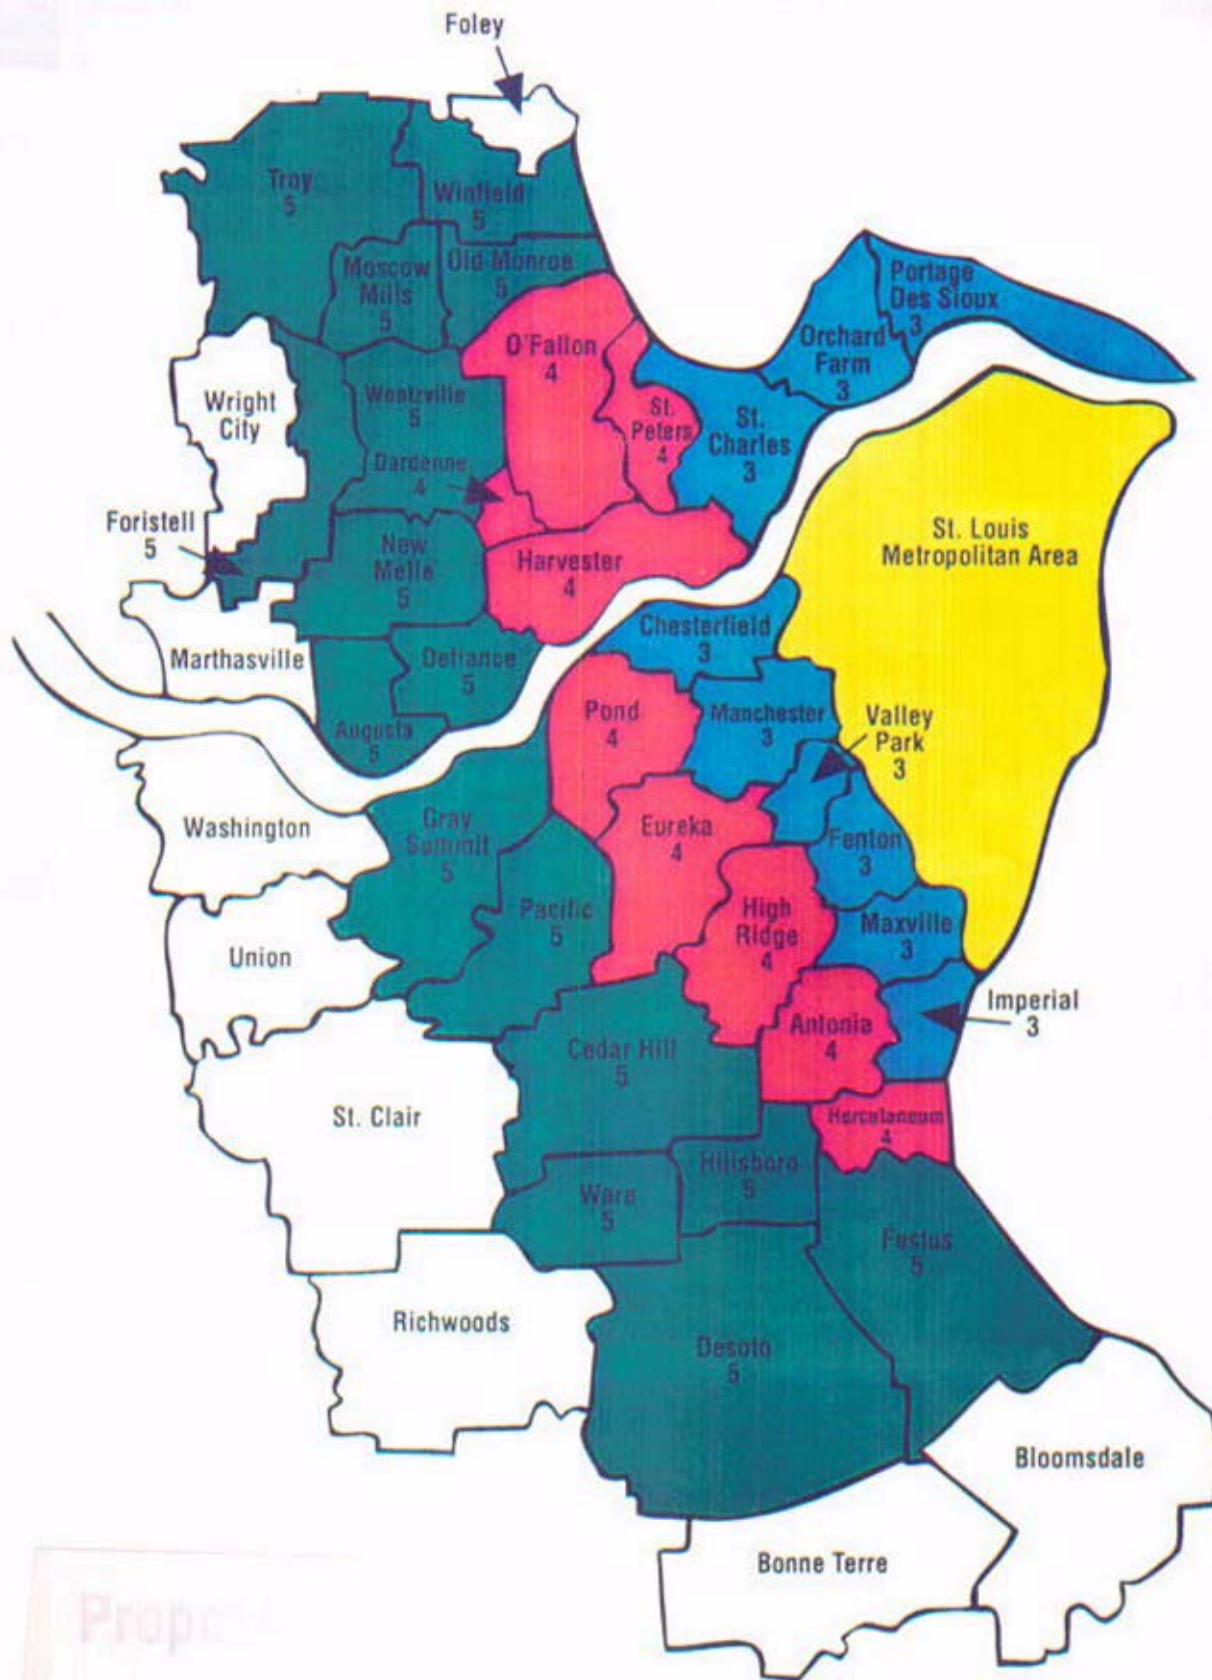 Foley
Troy
5
Winfield
5
Moscow
Mills
5
Old Monroe
5
Portage
Des Sioux
3
O'Fallon
4
Orchard
Farm
3
Wright
City
Wentzville
5
St.
Peters
4
St.
Charles
3
Dardenne
4
Foristell
5
New
Melle
5
Harvester
4
St. Louis
Metropolitan Area
Marthasville
Defiance
5
Chesterfield
3
Augusta
5
Pond
4
Manchester
3
Valley
Park
3
Washington
Gray
Summit
5
Eureka
4
Fenton
3
Pacific
5
High
Ridge
4
Maxville
3
Union
Imperial
3
Antonia
4
Cedar Hill
5
St. Clair
Herculaneum
4
Hillsboro
5
Ware
5
Festus
5
Richwoods
Desoto
5
Bloomsdale
Bonne Terre